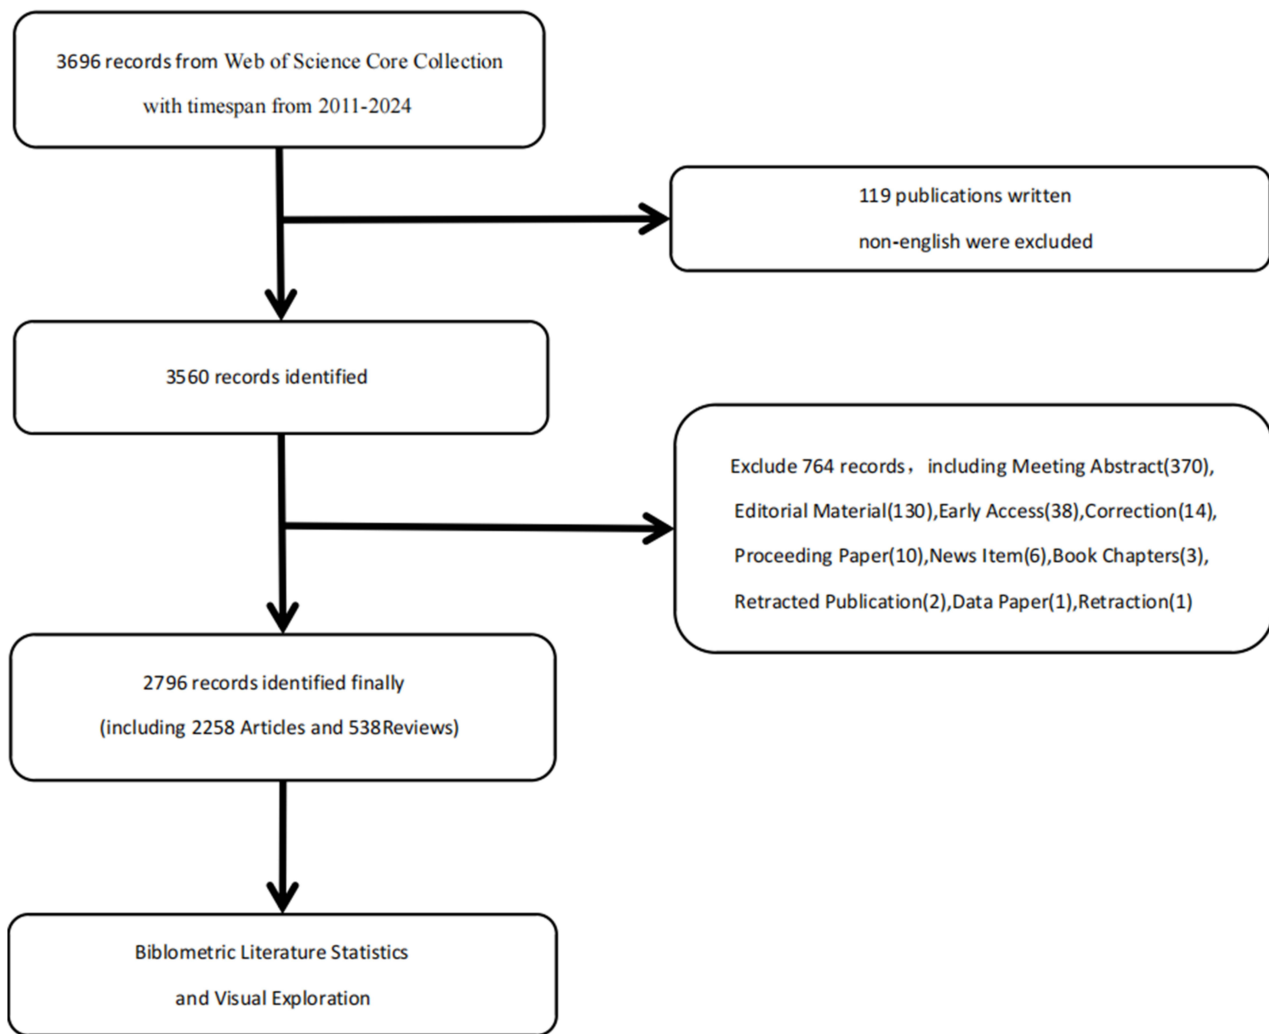 3696 records from Web of Science Core Collection
with timespan from 2011-2024
119 publications written
non-english were excluded
3560 records identified
Exclude 764 records，including Meeting Abstract(370),
Editorial Material(130),Early Access(38),Correction(14),
Proceeding Paper(10),News Item(6),Book Chapters(3),
Retracted Publication(2),Data Paper(1),Retraction(1)
2796 records identified finally
(including 2258 Articles and 538Reviews)
Biblometric Literature Statistics
and Visual Exploration